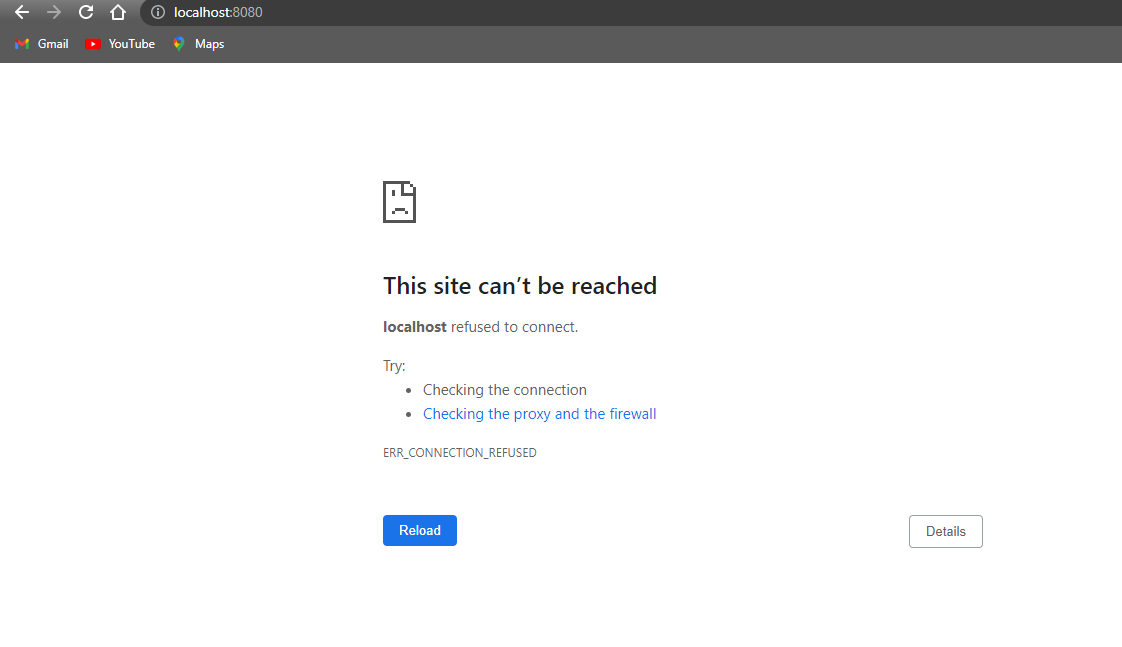 localhost:8080
Gmail YouTube Maps
This site can’t be reached
localhost refused to connect.
Try:
• Checking the connection
• Checking the proxy and the firewall
ERR_CONNECTION_REFUSED
Reload Details